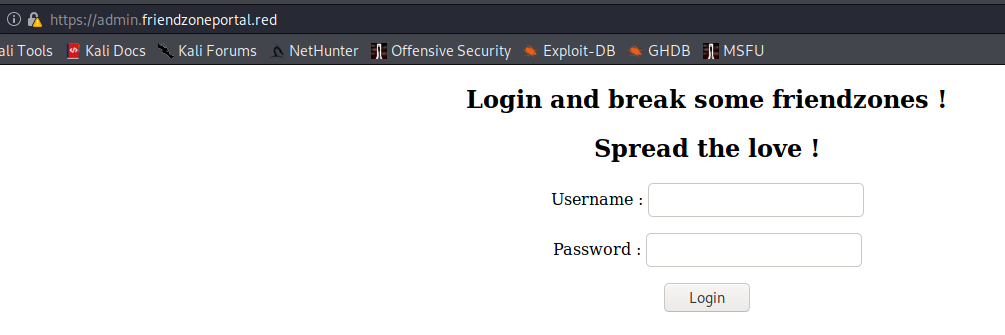 https://admin.friendzoneportal.red
ali Tools Kali Docs Kali Forums NetHunter Offensive Security Exploit-DB GHDB MSFU
Login and break some friendzones !
Spread the love !
Username :
Password :
Login